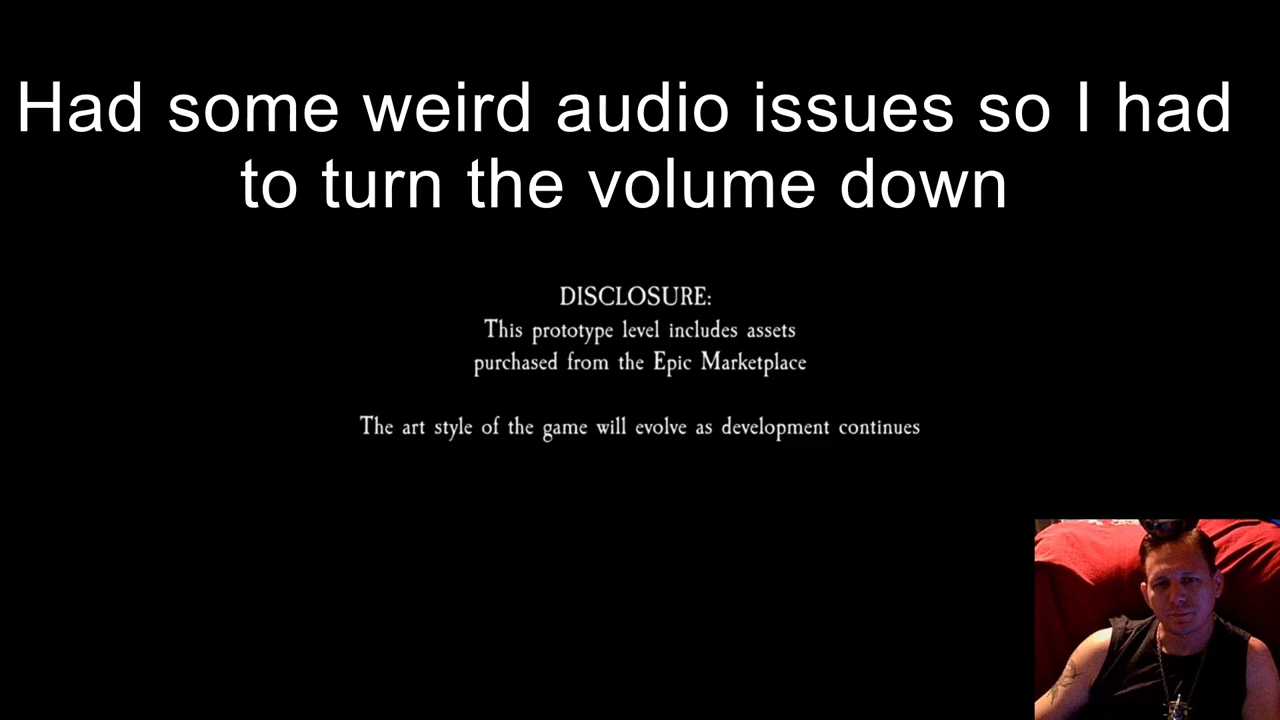 Had some weird audio issues so I had
to turn the volume down
DISCLOSURE:
This prototype level includes assets
purchased from the Epic Marketplace
The art style of the game will evolve as development continues